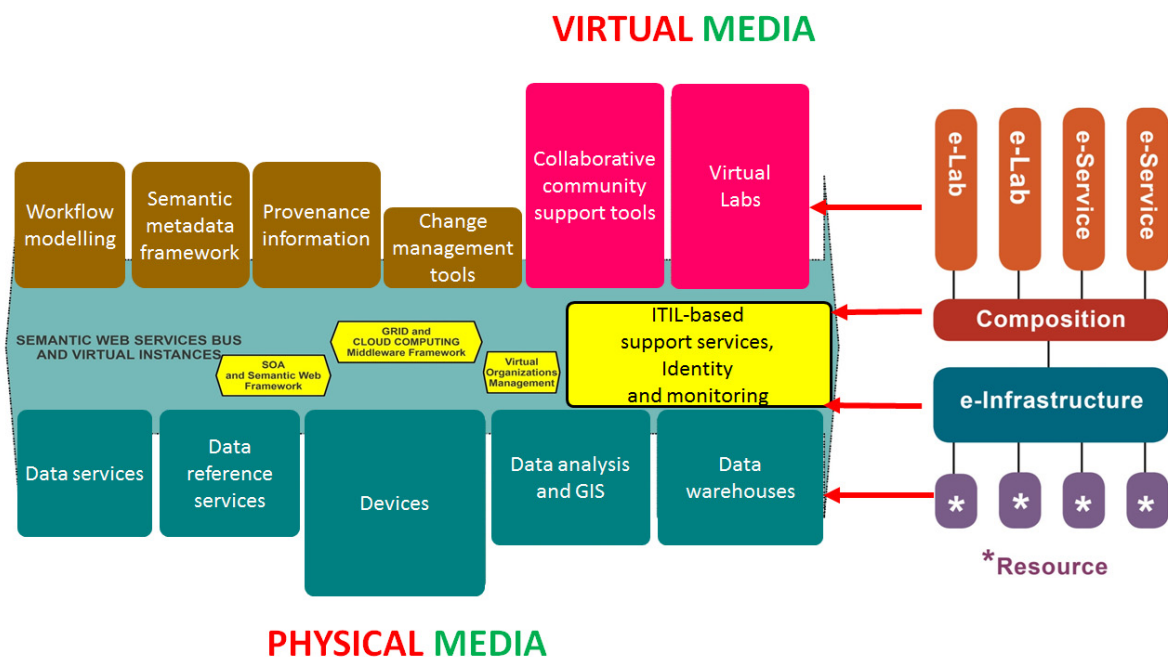 VIRTUAL MEDIA
Workflow
modelling
Semantic
metadata
framework
Provenance
information
Change
management
tools
Collaborative
community
support tools
Virtual
Labs
e-Lab
e-Lab
e-Service
e-Service
SEMANTIC WEB SERVICES BUS
AND VIRTUAL INSTANCES
SOA
and Semantic Web
Framework
GRID and
CLOUD COMPUTING
Middleware Framework
Virtual
Organizations
Management
ITIL-based
support services,
Identity
and monitoring
Composition
e-Infrastructure
Data services
Data
reference
services
Devices
Data analysis
and GIS
Data
warehouses
* * * *
*Resource
PHYSICAL MEDIA